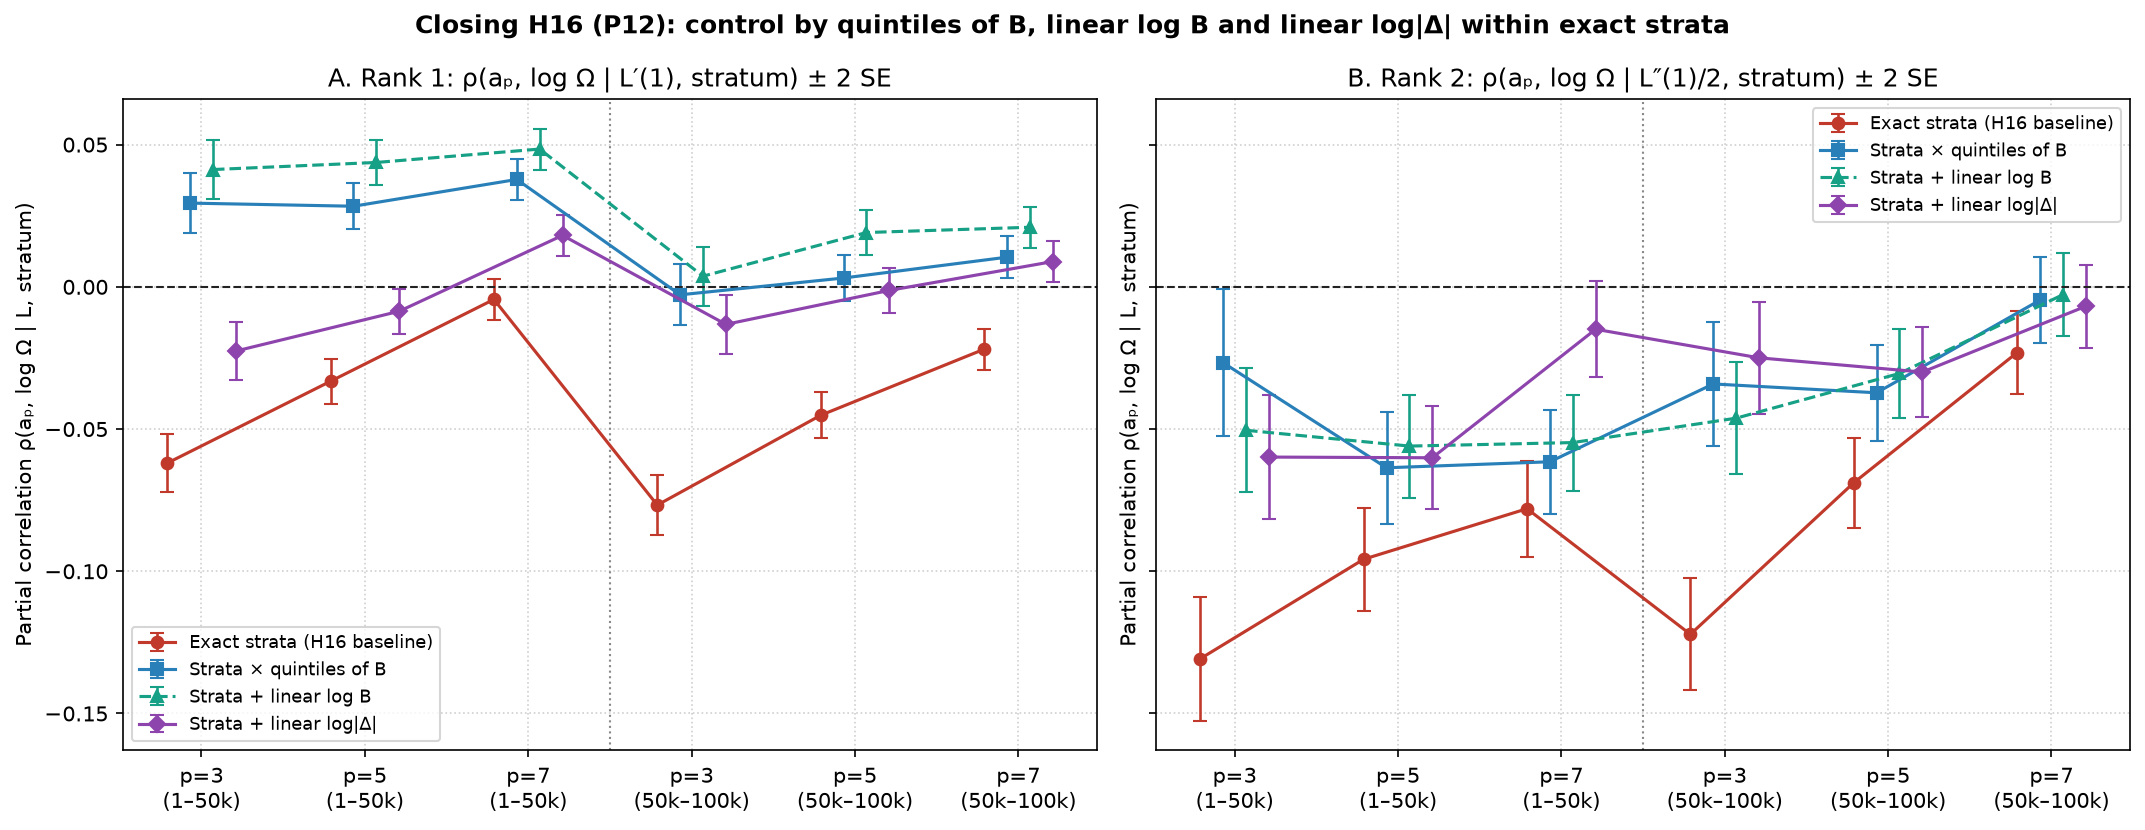 Closing H16 (P12): control by quintiles of B, linear log B and linear log|Δ| within exact strata
A. Rank 1: ρ(aₚ, log Ω | L′(1), stratum) ± 2 SE
Partial correlation ρ(aₚ, log Ω | L, stratum)
0.05
0.00
−0.05
−0.10
−0.15
Exact strata (H16 baseline)
Strata × quintiles of B
Strata + linear log B
Strata + linear log|Δ|
p=3
(1–50k)
p=5
(1–50k)
p=7
(1–50k)
p=3
(50k–100k)
p=5
(50k–100k)
p=7
(50k–100k)
B. Rank 2: ρ(aₚ, log Ω | L″(1)/2, stratum) ± 2 SE
Partial correlation ρ(aₚ, log Ω | L, stratum)
Exact strata (H16 baseline)
Strata × quintiles of B
Strata + linear log B
Strata + linear log|Δ|
p=3
(1–50k)
p=5
(1–50k)
p=7
(1–50k)
p=3
(50k–100k)
p=5
(50k–100k)
p=7
(50k–100k)